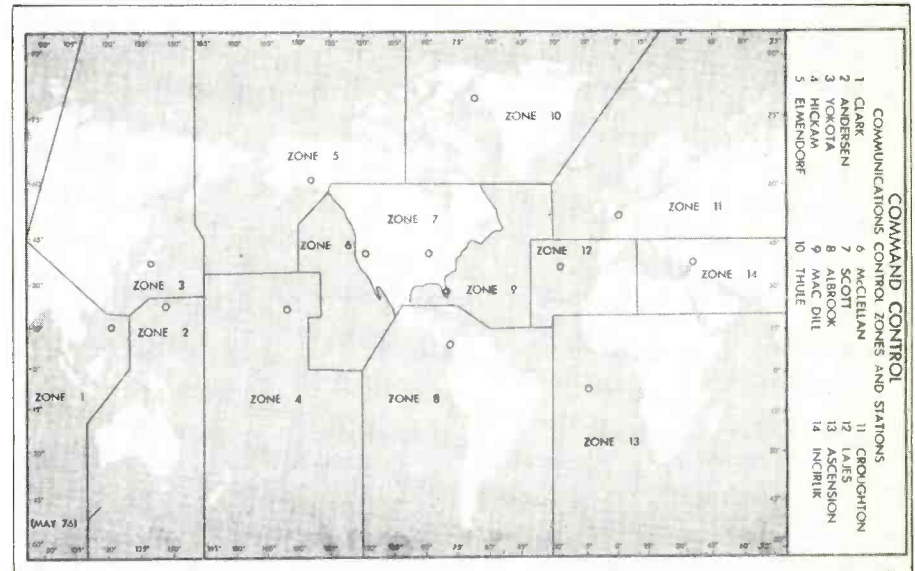 COMMAND CONTROL
COMMUNICATIONS CONTROL ZONES AND STATIONS
1 CLARK
2 ANDERSEN
3 YOKOTA
4 HICKAM
5 ELMENDORF
6 McCLELLAN
7 SCOTT
8 ALBROOK
9 MAC DILL
10 THULE
11 CROUGHTON
12 LAJES
13 ASCENSION
14 INCIRLIK
ZONE 10
ZONE 5
ZONE 7
ZONE 11
ZONE 6
ZONE 12
ZONE 14
ZONE 3
ZONE 9
ZONE 2
ZONE 1
ZONE 4
ZONE 8
ZONE 13
(MAY 76)